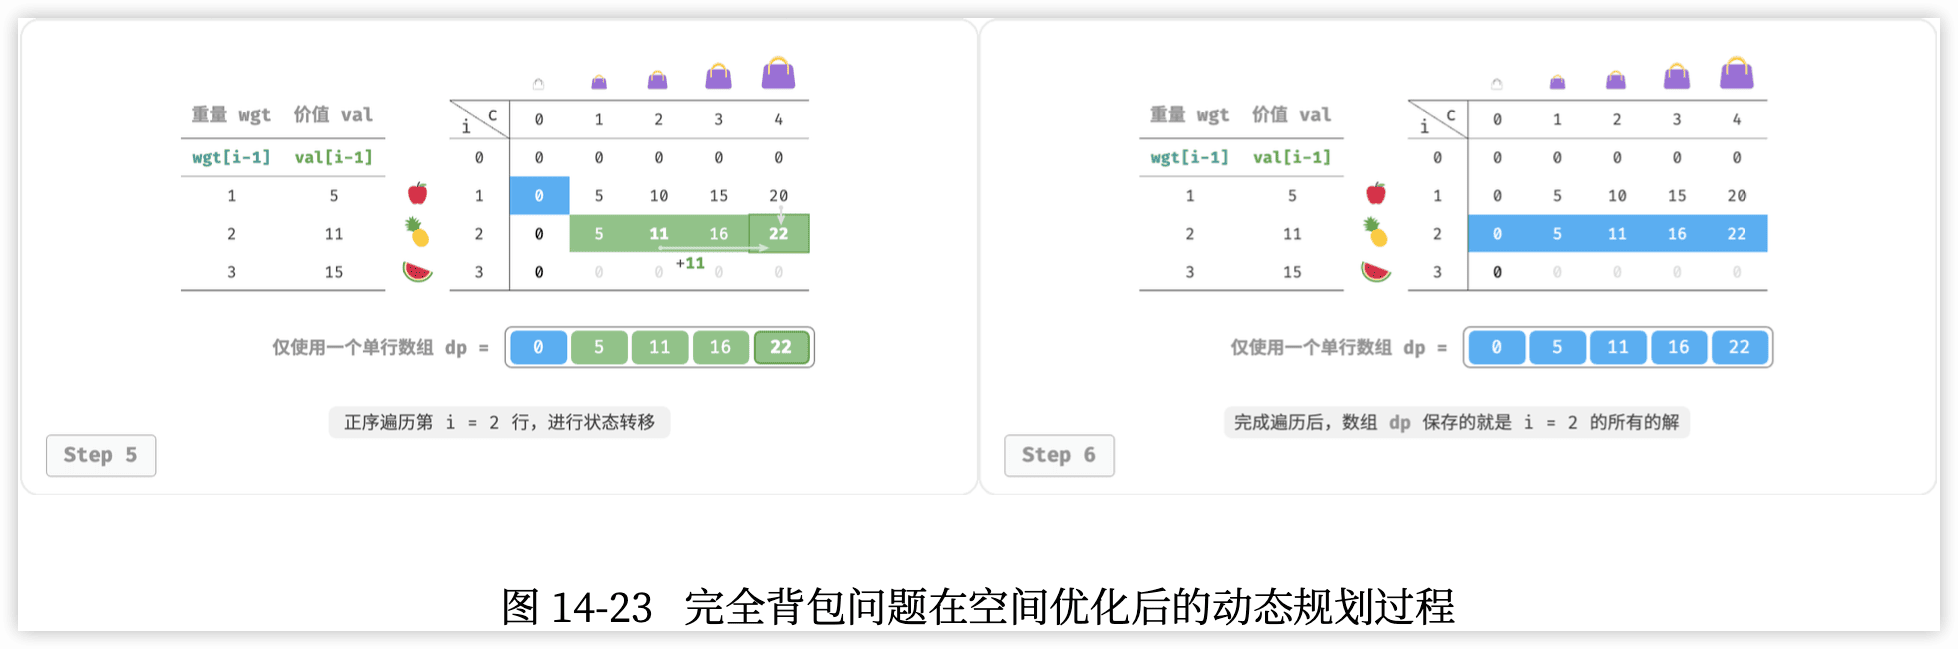 重量 wgt 价值 val
wgt[i-1] val[i-1]
1 5
2 11
3 15
c
i
0 1 2 3 4
0 0 0 0 0 0
1 0 5 10 15 20
2 0 5 11 16 22
+11
3 0 0 0 0 0
仅使用一个单行数组 dp = 0 5 11 16 22
正序遍历第 i = 2 行，进行状态转移
Step 5
重量 wgt 价值 val
wgt[i-1] val[i-1]
1 5
2 11
3 15
c
i
0 1 2 3 4
0 0 0 0 0 0
1 0 5 10 15 20
2 0 5 11 16 22
3 0 0 0 0 0
仅使用一个单行数组 dp = 0 5 11 16 22
完成遍历后，数组 dp 保存的就是 i = 2 的所有的解
Step 6
图 14-23 完全背包问题在空间优化后的动态规划过程